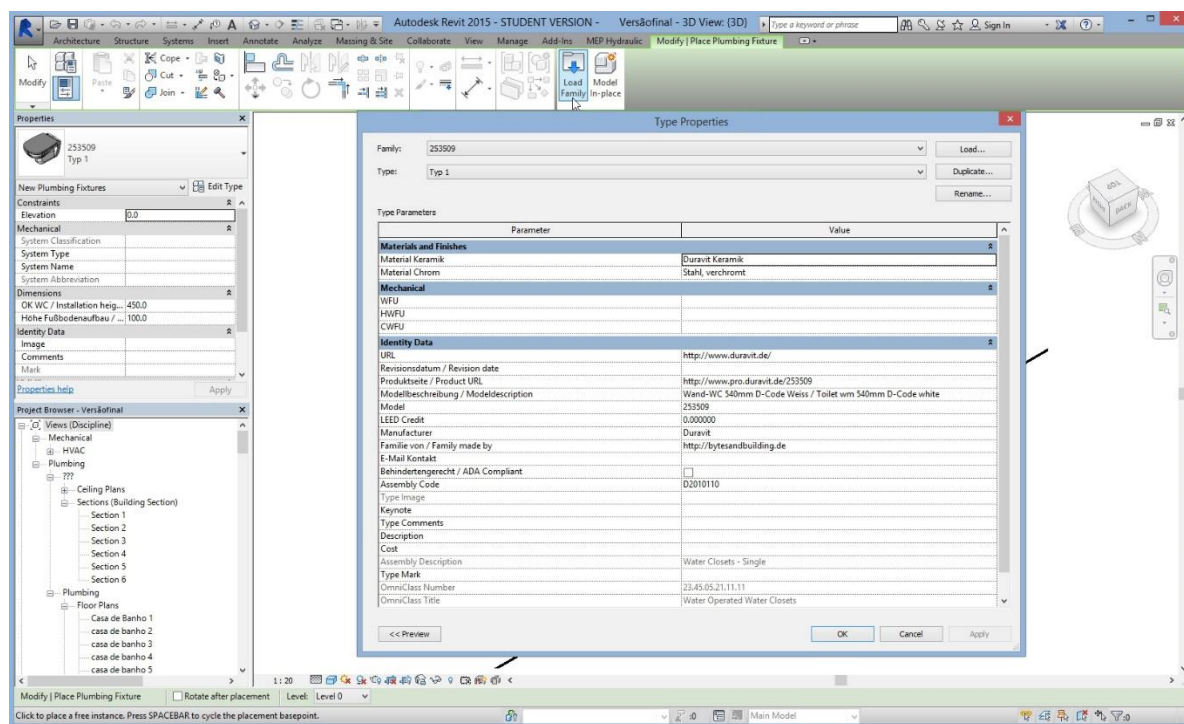 Autodesk Revit 2015 - STUDENT VERSION - Versãofinal - 3D View: {3D} Type a keyword or phrase Sign In
Architecture Structure Systems Insert Annotate Analyze Massing & Site Collaborate View Manage Add-Ins MEP Hydraulic Modify | Place Plumbing Fixture
Modify Paste Cope Cut Join Load Family Model In-place
Properties
253509
Typ 1
New Plumbing Fixtures Edit Type
Constraints
Elevation 0.0
Mechanical
System Classification
System Type
System Name
System Abbreviation
Dimensions
OK WC / Installation heig... 450.0
Höhe Fußbodenaufbau / ... 100.0
Identity Data
Image
Comments
Mark
Properties help Apply
Project Browser - Versãofinal
Views (Discipline)
Mechanical
HVAC
Plumbing
???
Ceiling Plans
Sections (Building Section)
Section 1
Section 2
Section 3
Section 4
Section 5
Section 6
Plumbing
Floor Plans
Casa de Banho 1
casa de banho 2
casa de banho 3
casa de banho 4
casa de banho 5
Type Properties
Family: 253509 Load...
Type: Typ 1 Duplicate...
Rename...
Type Parameters
Parameter Value
Materials and Finishes
Material Keramik Duravit Keramik
Material Chrom Stahl, verchromt
Mechanical
WFU
HWFU
CWFU
Identity Data
URL http://www.duravit.de/
Revisionsdatum / Revision date
Produktseite / Product URL http://www.pro.duravit.de/253509
Modellbeschreibung / Modeldescription Wand-WC 540mm D-Code Weiss / Toilet wm 540mm D-Code white
Model 253509
LEED Credit 0.000000
Manufacturer Duravit
Familie von / Family made by http://bytesandbuilding.de
E-Mail Kontakt
Behindertengerecht / ADA Compliant
Assembly Code D2010110
Type Image
Keynote
Type Comments
Description
Cost
Assembly Description Water Closets - Single
Type Mark
OmniClass Number 23.45.05.21.11.11
OmniClass Title Water Operated Water Closets
<< Preview OK Cancel Apply
TOP
BACK
1 : 20
Modify | Place Plumbing Fixture Rotate after placement Level: Level 0
Click to place a free instance. Press SPACEBAR to cycle the placement basepoint. :0 Main Model :0